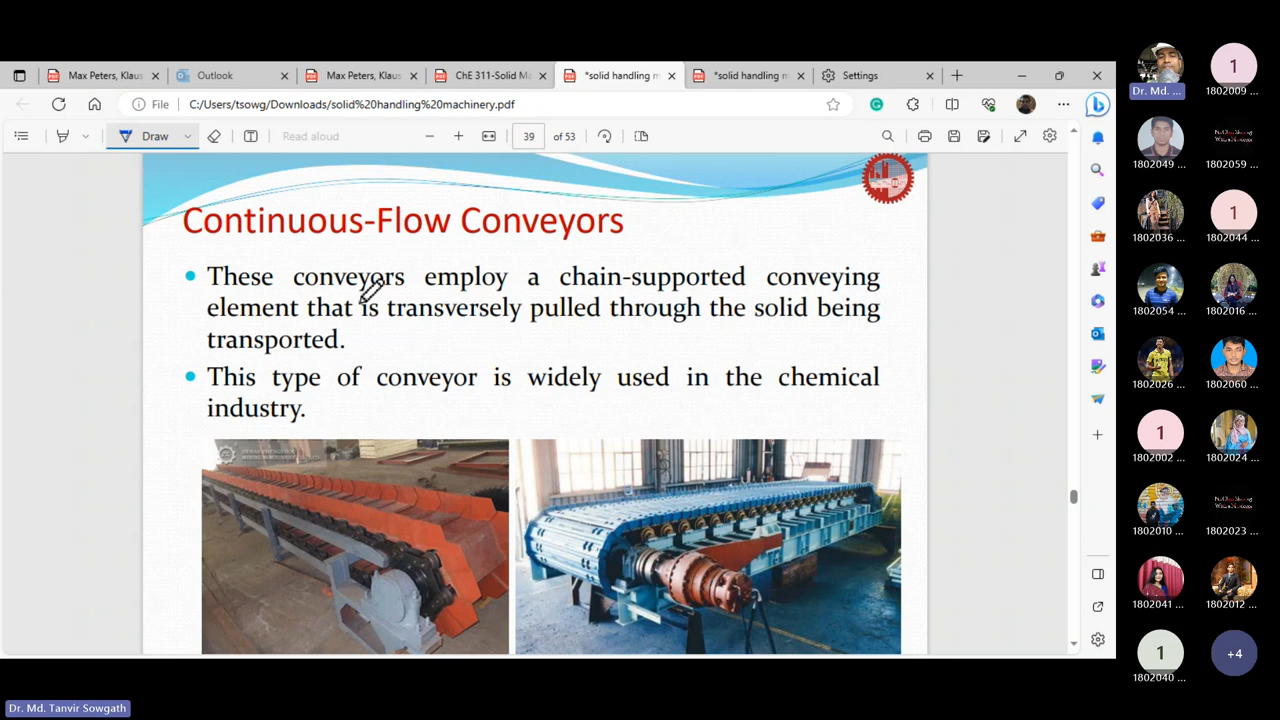 Max Peters, Klaus
Outlook
Max Peters, Klaus
ChE 311-Solid Ma
*solid handling m
*solid handling m
Settings
File
C:/Users/tsowg/Downloads/solid%20handling%20machinery.pdf
Draw
Read aloud
39 of 53
Continuous-Flow Conveyors
These conveyors employ a chain-supported conveying
element that is transversely pulled through the solid being
transported.
This type of conveyor is widely used in the chemical
industry.
Dr. Md. ...
1
1802009 ...
1802049 ...
1802059 ...
1802036 ...
1
1802044 ...
1802054 ...
1802016 ...
1802026 ...
1802060 ...
1
1802002 ...
1802024 ...
1802010 ...
1802023 ...
1802041 ...
1802012 ...
1
1802040 ...
+4
Dr. Md. Tanvir Sowgath